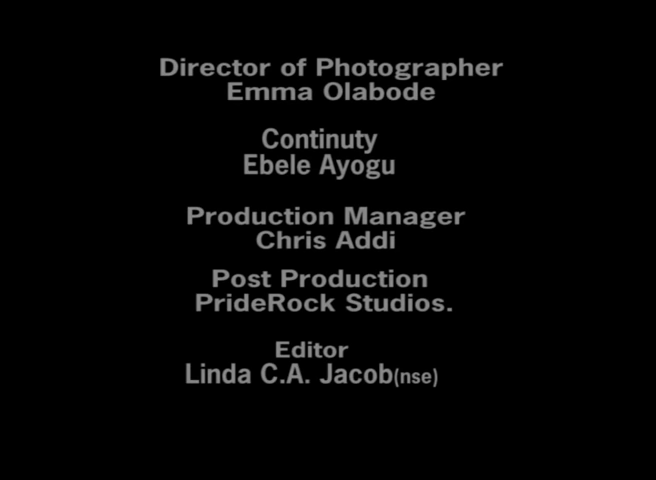 Director of Photographer
Emma Olabode
Continuty
Ebele Ayogu
Production Manager
Chris Addi
Post Production
PrideRock Studios.
Editor
Linda C.A. Jacob(nse)